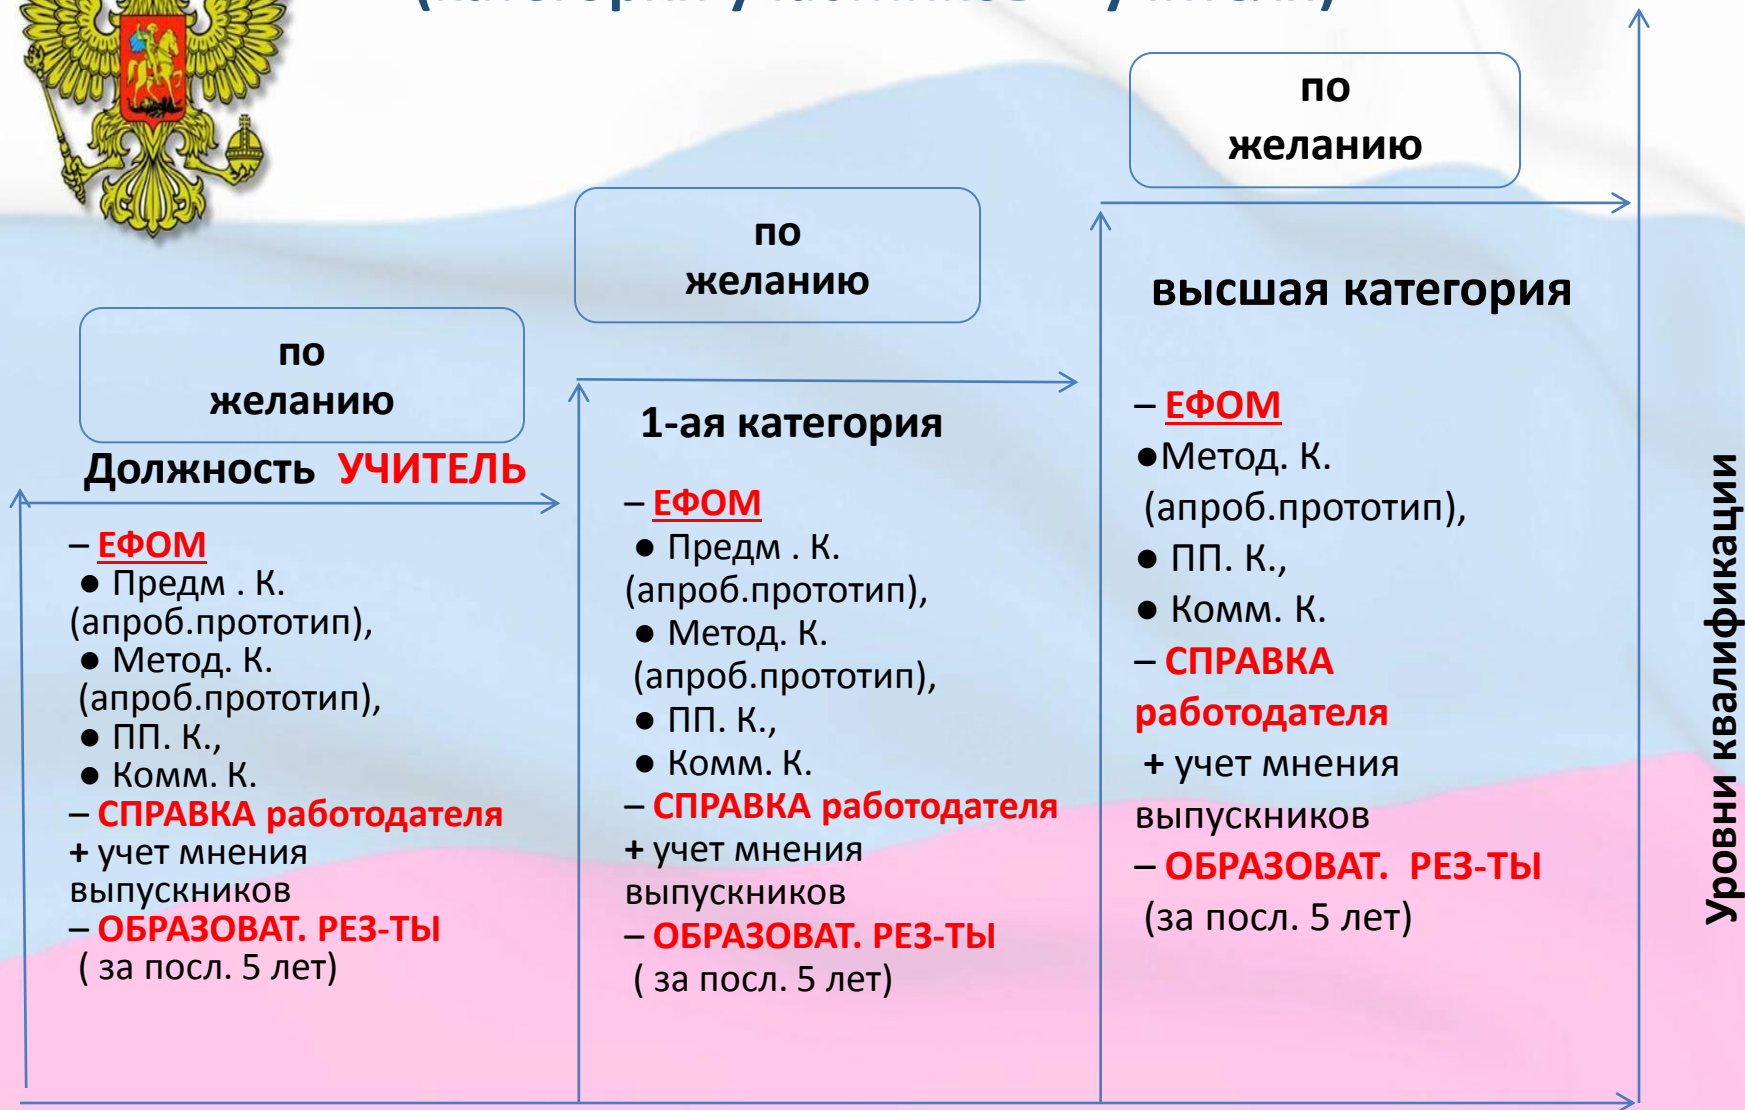 по
желанию
Должность УЧИТЕЛЬ
– ЕФОМ
● Предм . К.
(апроб.прототип),
● Метод. К.
(апроб.прототип),
● ПП. К.,
● Комм. К.
– СПРАВКА работодателя
+ учет мнения
выпускников
– ОБРАЗОВАТ. РЕЗ-ТЫ
( за посл. 5 лет)
по
желанию
1-ая категория
– ЕФОМ
● Предм . К.
(апроб.прототип),
● Метод. К.
(апроб.прототип),
● ПП. К.,
● Комм. К.
– СПРАВКА работодателя
+ учет мнения
выпускников
– ОБРАЗОВАТ. РЕЗ-ТЫ
( за посл. 5 лет)
по
желанию
высшая категория
– ЕФОМ
●Метод. К.
(апроб.прототип),
● ПП. К.,
● Комм. К.
– СПРАВКА
работодателя
+ учет мнения
выпускников
– ОБРАЗОВАТ. РЕЗ-ТЫ
(за посл. 5 лет)
Уровни квалификации